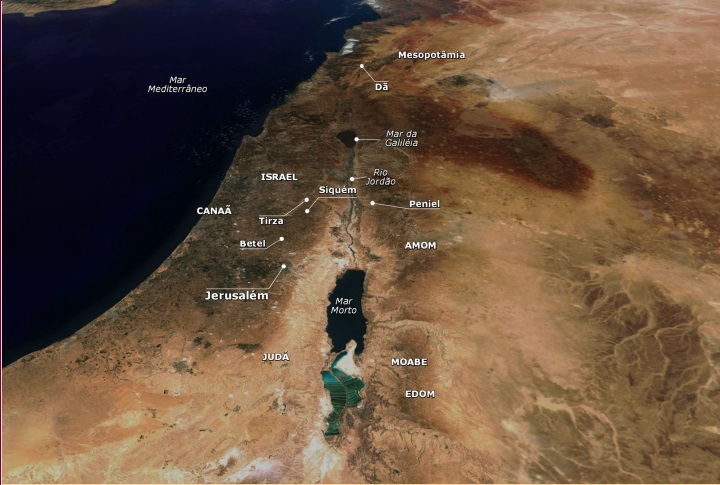 Mesopotâmia
Dã
Mar
Mediterrâneo
Mar da
Galiléia
Rio
Jordão
ISRAEL
Siquém
Peniel
CANAÃ
Tirza
Betel
AMOM
Jerusalém
Mar
Morto
JUDÁ
MOABE
EDOM